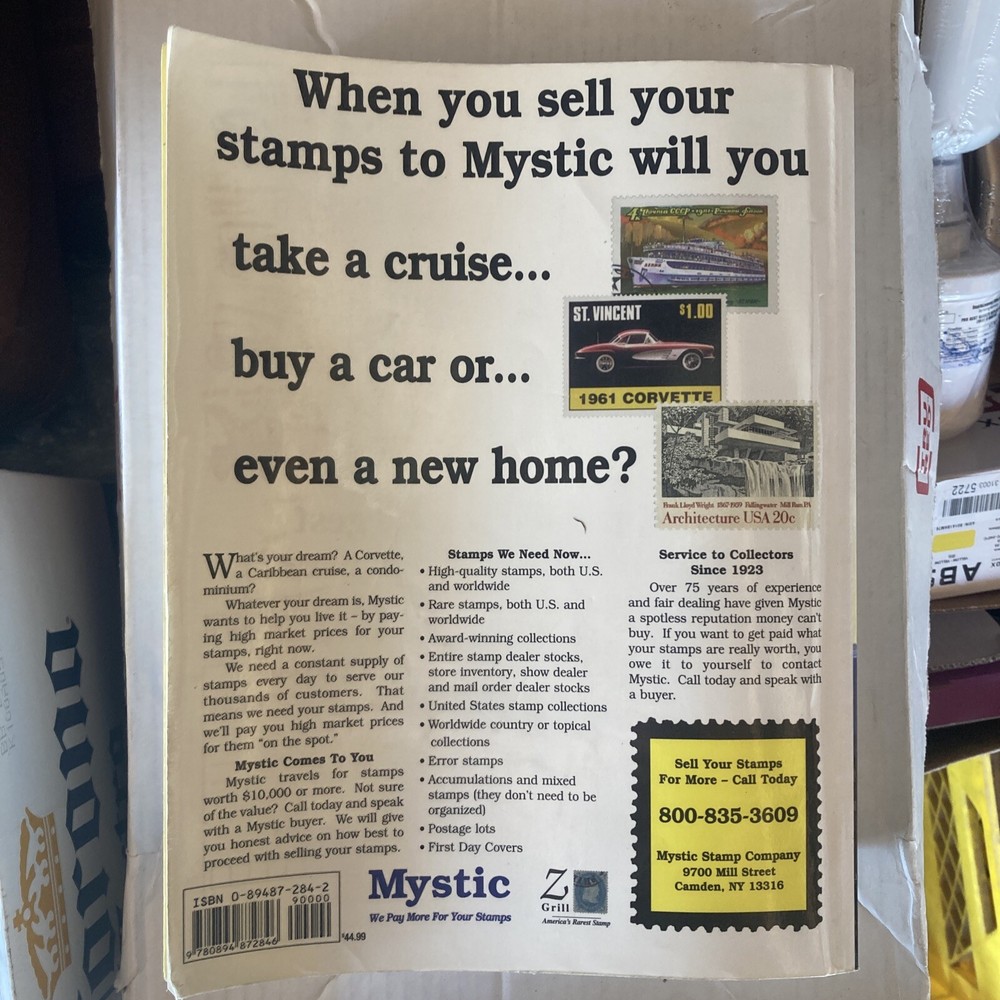 When you sell your
stamps to Mystic will you
take a cruise...
buy a car or...
even a new home?
ST. VINCENT $1.00
1961 CORVETTE
Frank Lloyd Wright 1867-1959 Fallingwater Mill Run PA
Architecture USA 20c
What's your dream? A Corvette,
a Caribbean cruise, a condo-
minium?
Whatever your dream is, Mystic
wants to help you live it – by pay-
ing high market prices for your
stamps, right now.
We need a constant supply of
stamps every day to serve our
thousands of customers. That
means we need your stamps. And
we'll pay you high market prices
for them "on the spot."
Mystic Comes To You
Mystic travels for stamps
worth $10,000 or more. Not sure
of the value? Call today and speak
with a Mystic buyer. We will give
you honest advice on how best to
proceed with selling your stamps.
Stamps We Need Now...
• High-quality stamps, both U.S.
and worldwide
• Rare stamps, both U.S. and
worldwide
• Award-winning collections
• Entire stamp dealer stocks,
store inventory, show dealer
and mail order dealer stocks
• United States stamp collections
• Worldwide country or topical
collections
• Error stamps
• Accumulations and mixed
stamps (they don't need to be
organized)
• Postage lots
• First Day Covers
Service to Collectors
Since 1923
Over 75 years of experience
and fair dealing have given Mystic
a spotless reputation money can't
buy. If you want to get paid what
your stamps are really worth, you
owe it to yourself to contact
Mystic. Call today and speak with
a buyer.
Sell Your Stamps
For More – Call Today
800-835-3609
Mystic Stamp Company
9700 Mill Street
Camden, NY 13316
ISBN 0-89487-284-2
90000
9 780894 872846
$44.99
Mystic
We Pay More For Your Stamps
Z
Grill
America's Rarest Stamp
5722
ABS